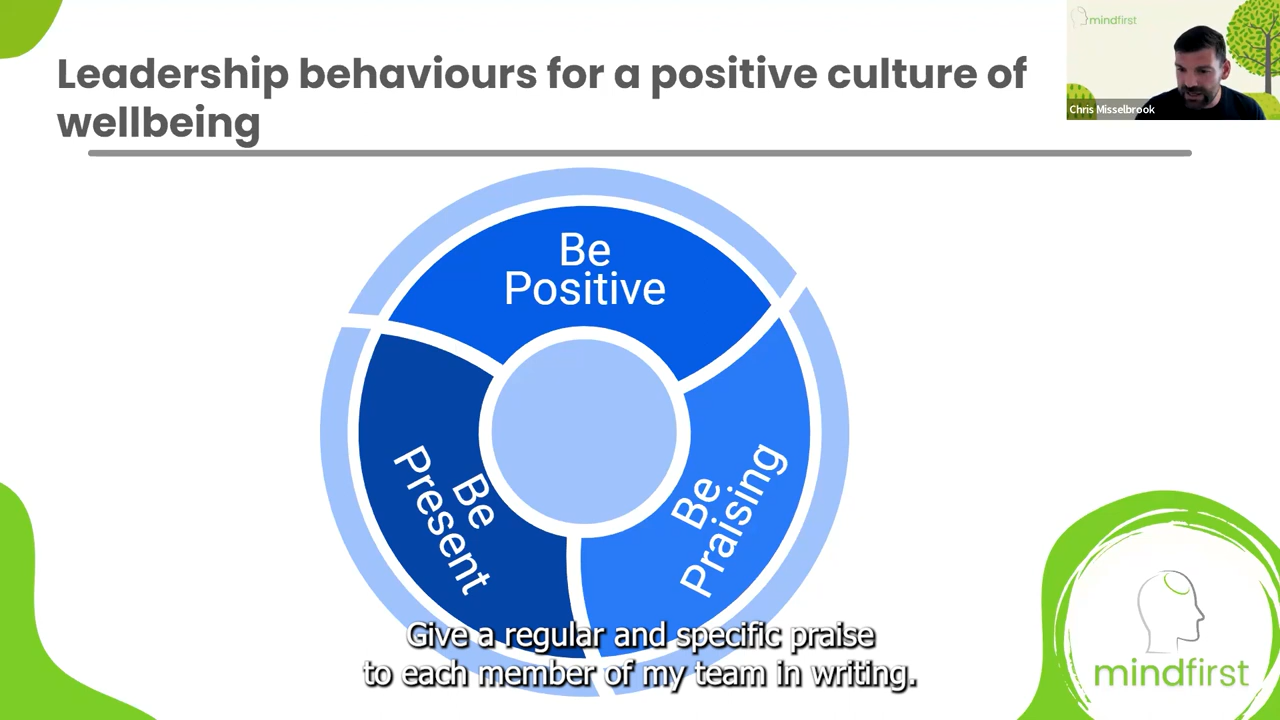 Leadership behaviours for a positive culture of
wellbeing
mindfirst
Chris Misselbrook
Be
Positive
Be
Praising
Be
Present
Give a regular and specific praise
to each member of my team in writing.
mindfirst